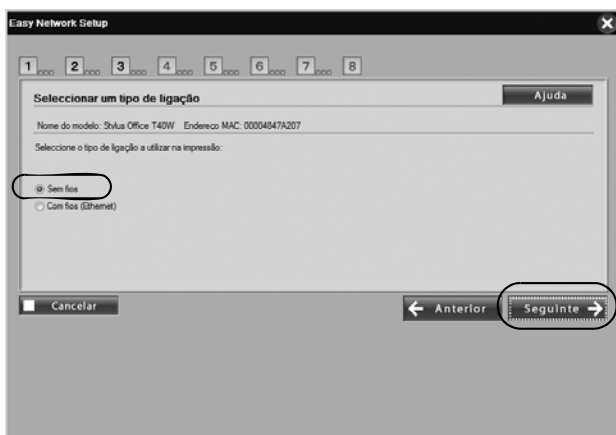 Easy Network Setup
1 2 3 4 5 6 7 8
Seleccionar um tipo de ligação
Ajuda
Nome do modelo: Stylus Office T40W Endereço MAC: 00004847A207
Seleccione o tipo de ligação a utilizar na impressão:
Sem fios
Com fios (Ethernet)
Cancelar
Anterior
Seguinte